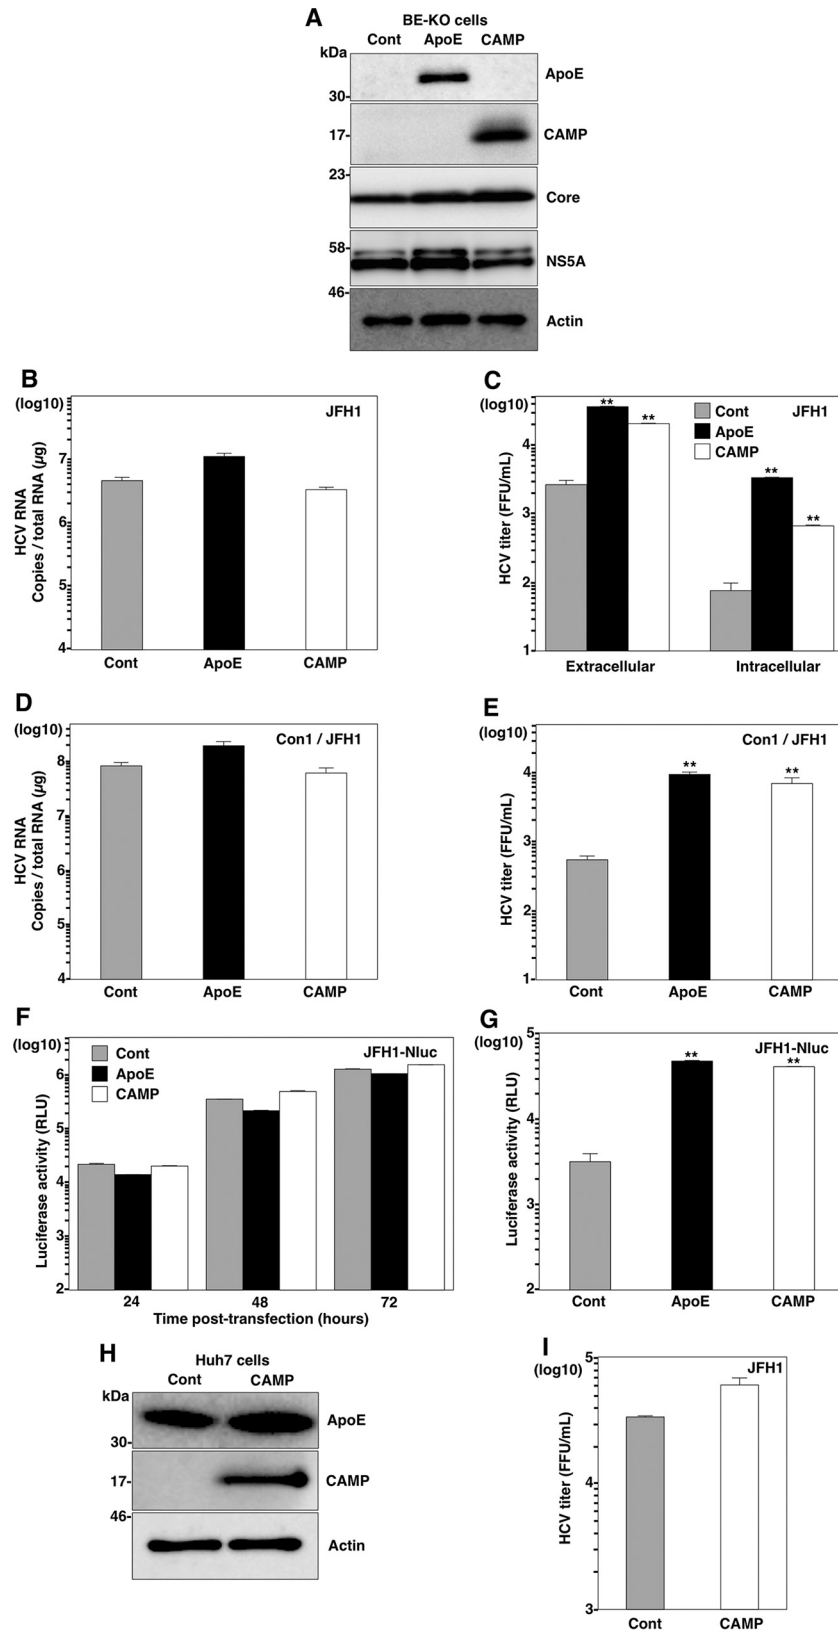 A
BE-KO cells
Cont ApoE CAMP
kDa
ApoE
30-
17- CAMP
23-
Core
58-
NS5A
46-
Actin
B
(log10) JFH1
7
6
5
4
HCV RNA
Copies / total RNA (µg)
Cont ApoE CAMP
C
(log10) Cont JFH1
ApoE
CAMP
** ** ** **
4
3
2
1
HCV titer (FFU/mL)
Extracellular Intracellular
D
(log10) Con1 / JFH1
8
7
6
5
4
HCV RNA
Copies / total RNA (µg)
Cont ApoE CAMP
E
(log10) Con1 / JFH1
** **
4
3
2
1
HCV titer (FFU/mL)
Cont ApoE CAMP
F
(log10) JFH1-Nluc
Cont
ApoE
CAMP
6
5
4
3
2
Luciferase activity (RLU)
24 48 72
Time post-transfection (hours)
G
(log10) JFH1-Nluc
** **
5
4
3
2
Luciferase activity (RLU)
Cont ApoE CAMP
H
Huh7 cells
Cont CAMP
kDa
ApoE
30-
17- CAMP
46-
Actin
I
(log10) JFH1
5
4
3
HCV titer (FFU/mL)
Cont CAMP